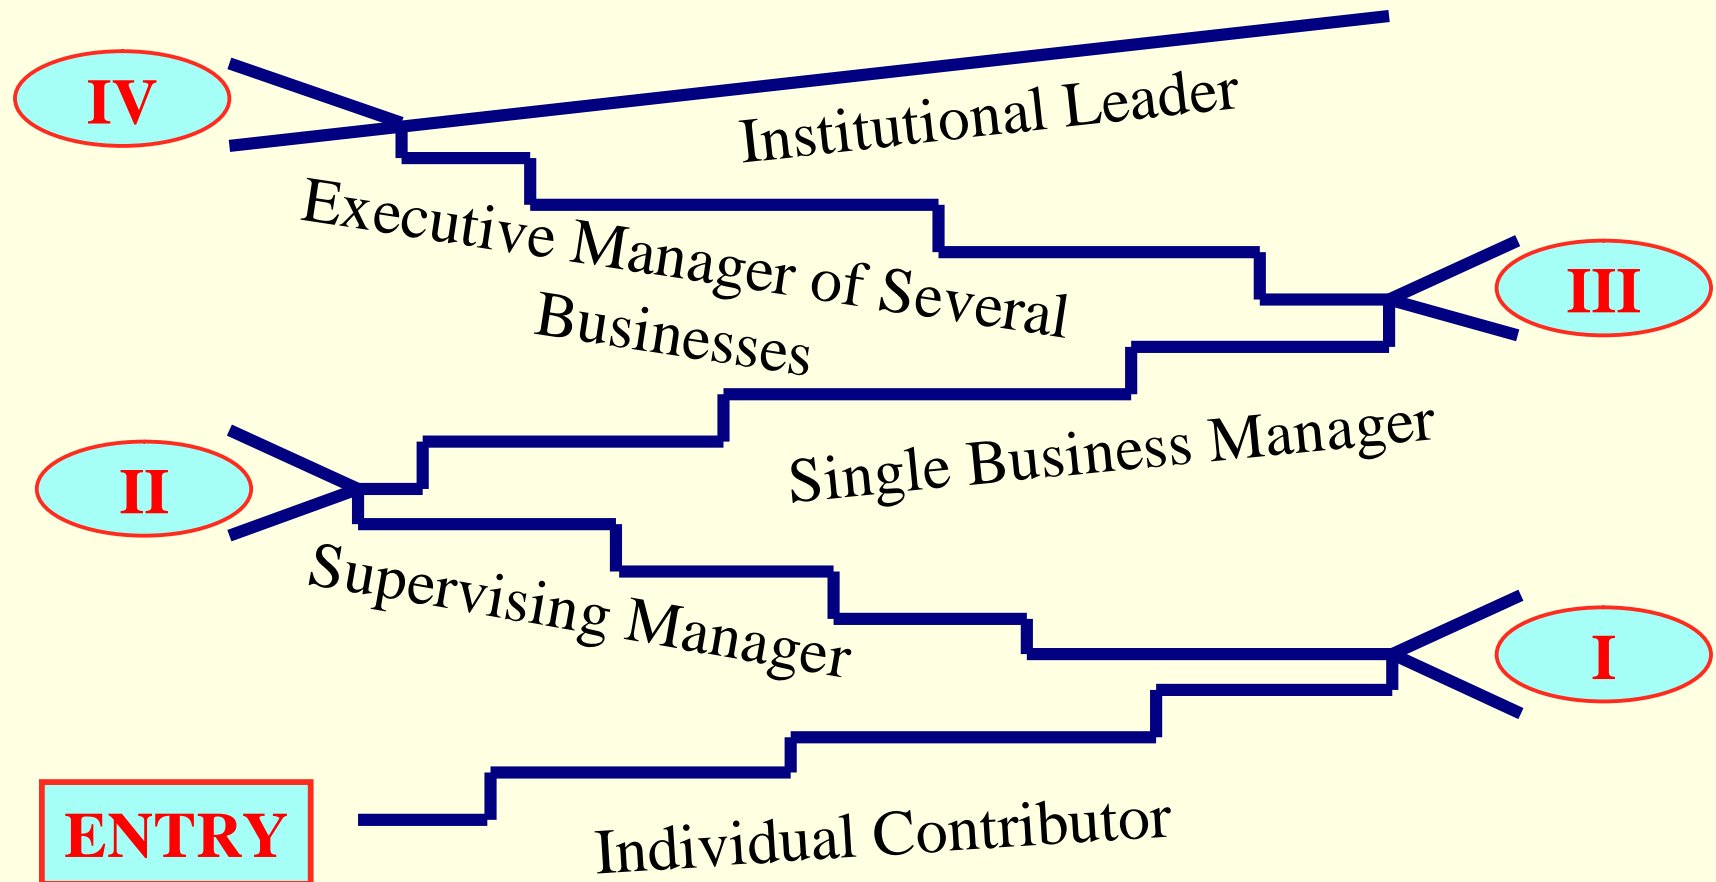 IV
Institutional Leader
Executive Manager of Several
Businesses
III
Single Business Manager
II
Supervising Manager
I
Individual Contributor
ENTRY